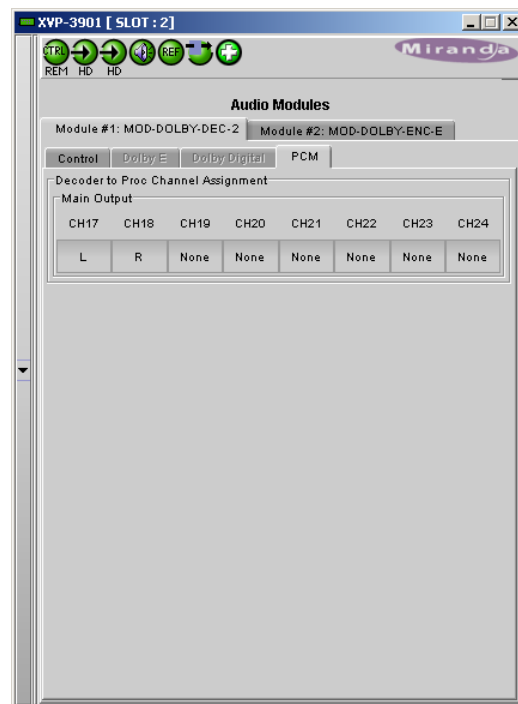 XVP-3901 [ SLOT : 2]
CTRL REF
REM HD HD
Miranda
Audio Modules
Module #1: MOD-DOLBY-DEC-2 Module #2: MOD-DOLBY-ENC-E
Control Dolby E Dolby Digital PCM
Decoder to Proc Channel Assignment
Main Output
CH17 CH18 CH19 CH20 CH21 CH22 CH23 CH24
L R None None None None None None